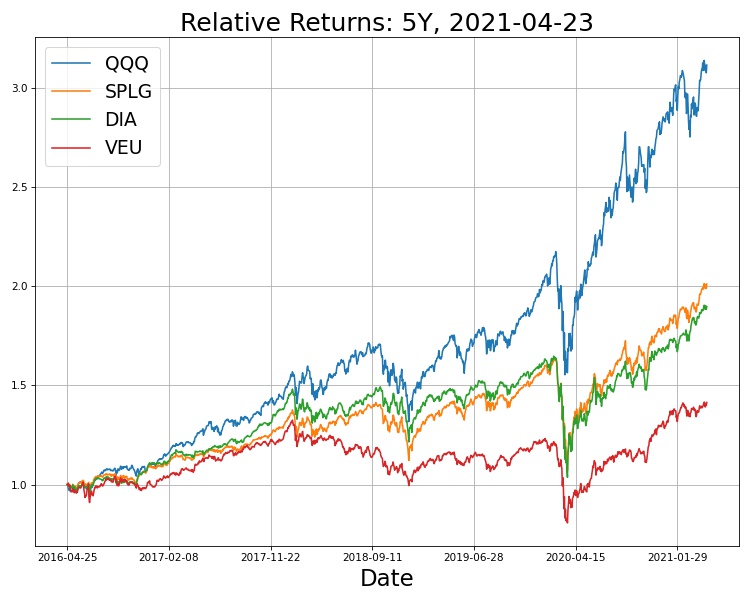 Relative Returns: 5Y, 2021-04-23
QQQ
SPLG
DIA
VEU
3.0
2.5
2.0
1.5
1.0
2016-04-25 2017-02-08 2017-11-22 2018-09-11 2019-06-28 2020-04-15 2021-01-29
Date